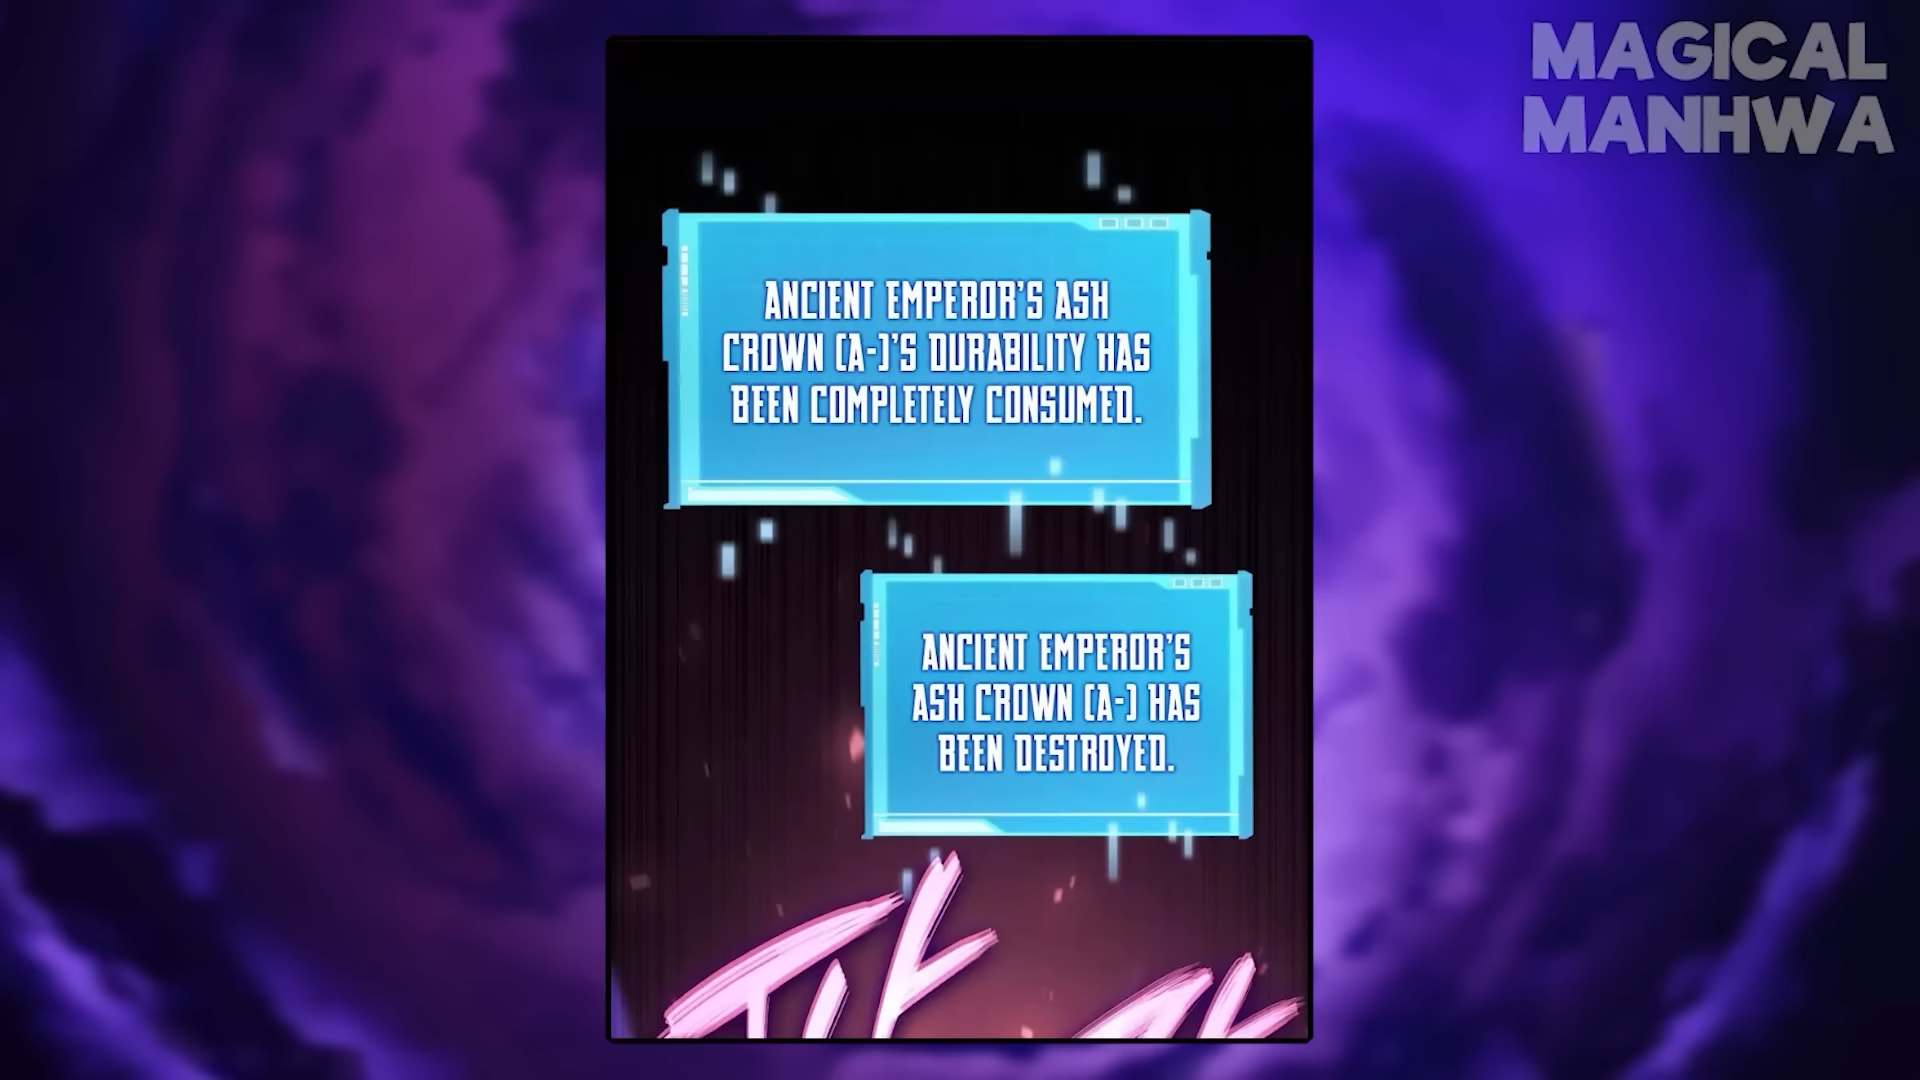 MAGICAL
MANHWA
ANCIENT EMPEROR'S ASH
CROWN (A-)'S DURABILITY HAS
BEEN COMPLETELY CONSUMED.
ANCIENT EMPEROR'S
ASH CROWN (A-) HAS
BEEN DESTROYED.